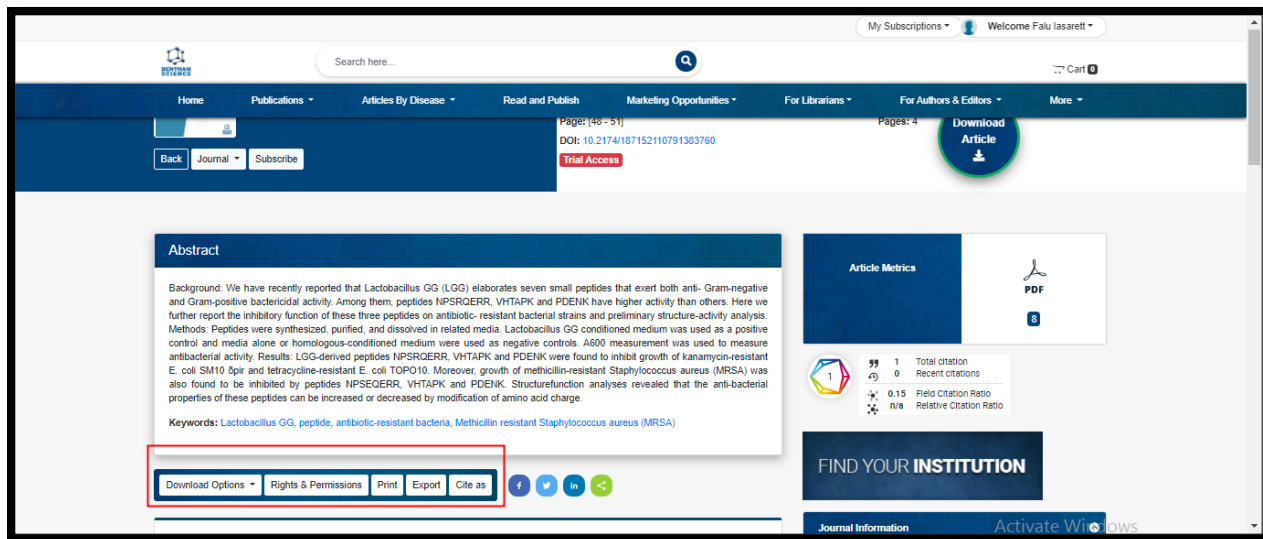 My Subscriptions
Welcome Falu Iasarett
BENTHAM
SCIENCE
Search here...
Cart 0
Home Publications Articles By Disease Read and Publish Marketing Opportunities For Librarians For Authors & Editors More
Page: [48 - 51]
Pages: 4
Download
Article
DOI: 10.2174/187152110791383760
Back Journal Subscribe
Trial Access
Abstract
Background: We have recently reported that Lactobacillus GG (LGG) elaborates seven small peptides that exert both anti- Gram-negative
and Gram-positive bactericidal activity. Among them, peptides NPSRQERR, VHTAPK and PDENK have higher activity than others. Here we
further report the inhibitory function of these three peptides on antibiotic- resistant bacterial strains and preliminary structure-activity analysis.
Methods: Peptides were synthesized, purified, and dissolved in related media. Lactobacillus GG conditioned medium was used as a positive
control and media alone or homologous-conditioned medium were used as negative controls. A600 measurement was used to measure
antibacterial activity. Results: LGG-derived peptides NPSRQERR, VHTAPK and PDENK were found to inhibit growth of kanamycin-resistant
E. coli SM10 δpir and tetracycline-resistant E. coli TOPO10. Moreover, growth of methicillin-resistant Staphylococcus aureus (MRSA) was
also found to be inhibited by peptides NPSEQERR, VHTAPK and PDENK. Structurefunction analyses revealed that the anti-bacterial
properties of these peptides can be increased or decreased by modification of amino acid charge.
Keywords: Lactobacillus GG, peptide, antibiotic-resistant bacteria, Methicillin resistant Staphylococcus aureus (MRSA)
Download Options Rights & Permissions Print Export Cite as
f in
Article Metrics
PDF
8
1
1 Total citation
0 Recent citations
0.15 Field Citation Ratio
n/a Relative Citation Ratio
FIND YOUR INSTITUTION
Journal Information
Activate Windows